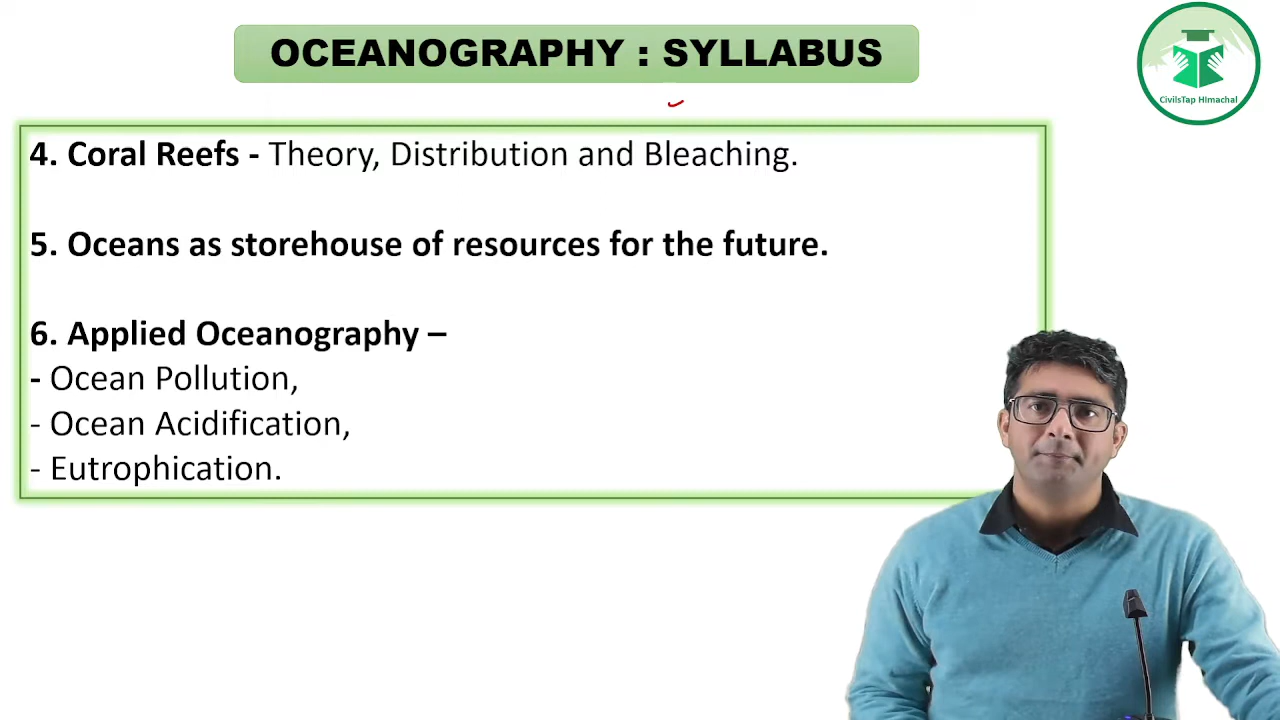 OCEANOGRAPHY : SYLLABUS
CivilsTap Himachal
4. Coral Reefs - Theory, Distribution and Bleaching.
5. Oceans as storehouse of resources for the future.
6. Applied Oceanography –
- Ocean Pollution,
- Ocean Acidification,
- Eutrophication.